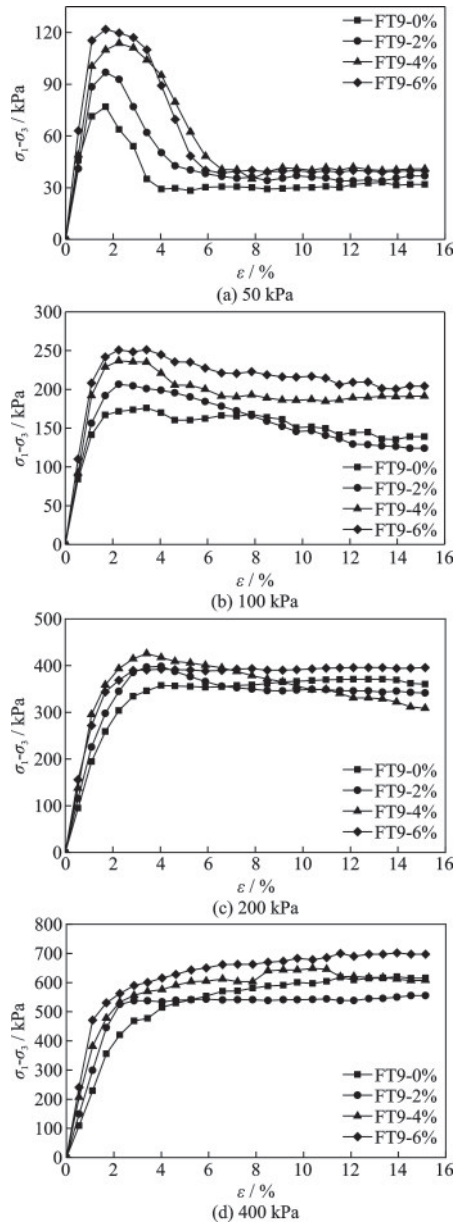 120
90
60
30
0
σ₁-σ₃ / kPa
FT9-0%
FT9-2%
FT9-4%
FT9-6%
0 2 4 6 8 10 12 14 16
ε / %
(a) 50 kPa
300
250
200
150
100
50
0
σ₁-σ₃ / kPa
FT9-0%
FT9-2%
FT9-4%
FT9-6%
0 2 4 6 8 10 12 14 16
ε / %
(b) 100 kPa
500
400
300
200
100
0
σ₁-σ₃ / kPa
FT9-0%
FT9-2%
FT9-4%
FT9-6%
0 2 4 6 8 10 12 14 16
ε / %
(c) 200 kPa
800
700
600
500
400
300
200
100
0
σ₁-σ₃ / kPa
FT9-0%
FT9-2%
FT9-4%
FT9-6%
0 2 4 6 8 10 12 14 16
ε / %
(d) 400 kPa